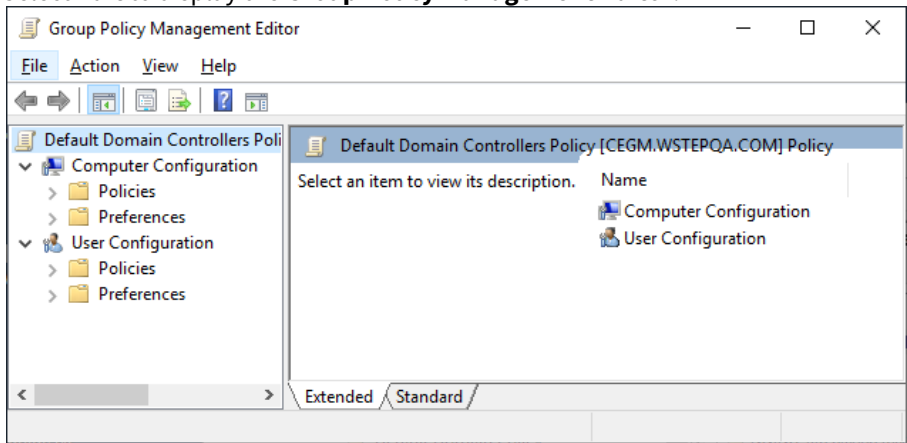 Group Policy Management Editor
File Action View Help
Default Domain Controllers Poli
Computer Configuration
Policies
Preferences
User Configuration
Policies
Preferences
Default Domain Controllers Policy [CEGM.WSTEPQA.COM] Policy
Select an item to view its description.
Name
Computer Configuration
User Configuration
Extended Standard